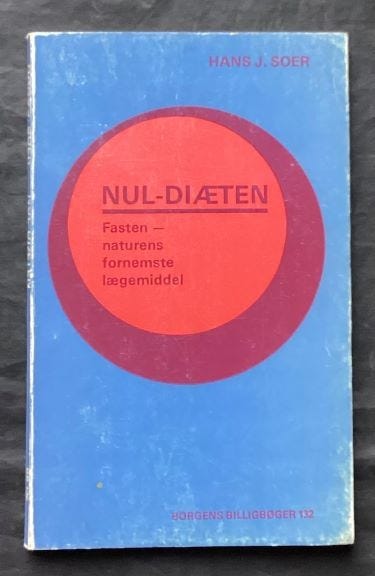 HANS J. SOER
NUL-DIÆTEN
Fasten —
naturens
fornemste
lægemiddel
BORGENS BILLIGBØGER 132